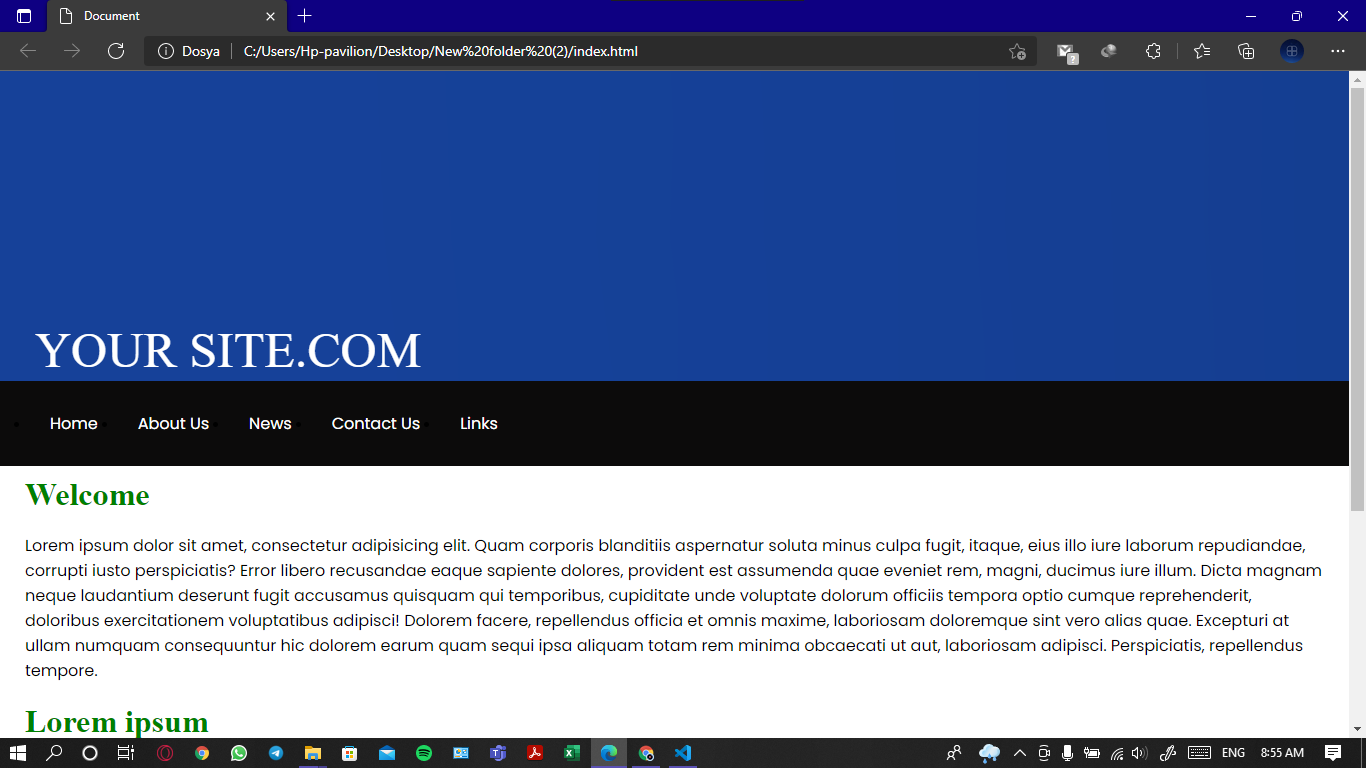 Document
Dosya
C:/Users/Hp-pavilion/Desktop/New%20folder%20(2)/index.html
?
YOUR SITE.COM
Home About Us News Contact Us Links
Welcome
Lorem ipsum dolor sit amet, consectetur adipisicing elit. Quam corporis blanditiis aspernatur soluta minus culpa fugit, itaque, eius illo iure laborum repudiandae,
corrupti iusto perspiciatis? Error libero recusandae eaque sapiente dolores, provident est assumenda quae eveniet rem, magni, ducimus iure illum. Dicta magnam
neque laudantium deserunt fugit accusamus quisquam qui temporibus, cupiditate unde voluptate dolorum officiis tempora optio cumque reprehenderit,
doloribus exercitationem voluptatibus adipisci! Dolorem facere, repellendus officia et omnis maxime, laboriosam doloremque sint vero alias quae. Excepturi at
ullam numquam consequuntur hic dolorem earum quam sequi ipsa aliquam totam rem minima obcaecati ut aut, laboriosam adipisci. Perspiciatis, repellendus
tempore.
Lorem ipsum
ENG 8:55 AM